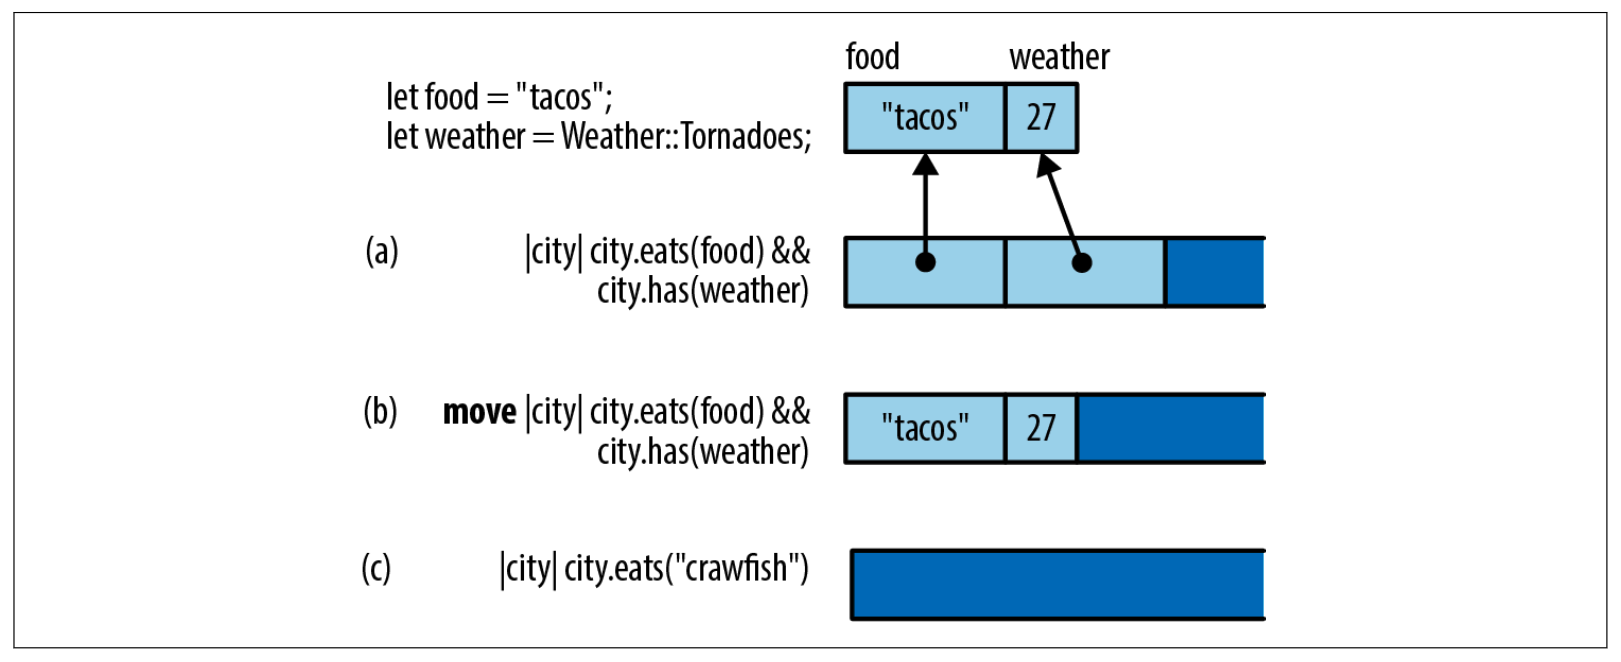 food weather
let food = "tacos";
let weather = Weather::Tornadoes;
"tacos" 27
(a) |city| city.eats(food) &&
city.has(weather)
(b) move |city| city.eats(food) &&
city.has(weather)
"tacos" 27
(c) |city| city.eats("crawfish")